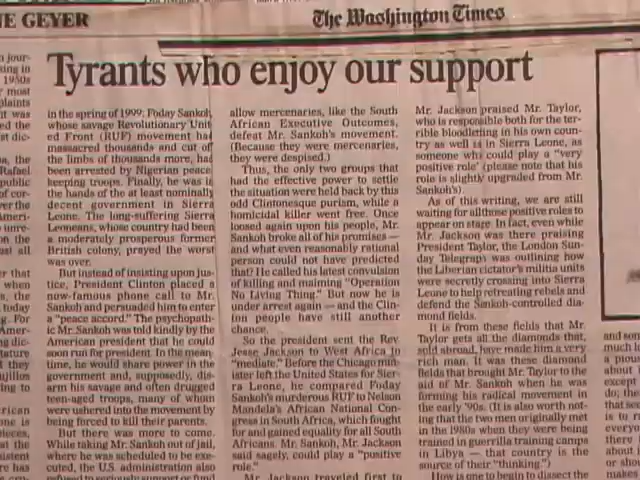 IE GEYER
The Washington Times
Tyrants who enjoy our support
in the spring of 1999. Foday Sankoh,
whose savage Revolutionary Unit-
ed Front (RUF) movement has
massacred thousands and cut off
the limbs of thousands more, had
been arrested by Nigerian peace
keeping troops. Finally, he was in
the hands of the at least nominally
decent government in Sierra
Leone. The long-suffering Sierra
Leoneans, whose country had been
a moderately prosperous former
British colony, prayed the worst
was over.
But instead of insisting upon jus-
tice, President Clinton placed a
now-famous phone call to Mr.
Sankoh and persuaded him to enter
a "peace accord." The psychopath-
ic Mr. Sankoh was told kindly by the
American president that he could
soon run for president. In the mean
time, he would share power in the
government and, supposedly, dis-
arm his savage and often drugged
teen-aged troops, many of whom
were ushered into the movement by
being forced to kill their parents.
But there was more to come.
While taking Mr. Sankoh out of jail,
where he was scheduled to be exe-
cuted, the U.S. administration also
refused to seriously support or fund
allow mercenaries, like the South
African Executive Outcomes,
defeat Mr. Sankoh's movement.
(Because they were mercenaries,
they were despised.)
Thus, the only two groups that
had the effective power to settle
the situation were held back by this
odd Clintonesque purism, while a
homicidal killer went free. Once
loosed again upon his people, Mr.
Sankoh broke all of his promises —
and what even reasonably rational
person could not have predicted
that? He called his latest convulsion
of killing and maiming "Operation
No Living Thing." But now he is
under arrest again — and the Clin-
ton people have still another
chance.
So the president sent the Rev.
Jesse Jackson to West Africa to
"mediate." Before the Chicago min-
ister left the United States for Sier-
ra Leone, he compared Foday
Sankoh's murderous RUF to Nelson
Mandela's African National Con-
gress in South Africa, which fought
for and gained equality for all South
Africans. Mr. Sankoh, Mr. Jackson
said sagely, could play a "positive
role."
Mr. Jackson traveled first to
Mr. Jackson praised Mr. Taylor,
who is responsible both for the ter-
rible bloodletting in his own coun-
try as well as in Sierra Leone, as
someone who could play a "very
positive role" (please note that his
role is slightly upgraded from Mr.
Sankoh's).
As of this writing, we are still
waiting for all those positive roles to
appear on stage. In fact, even while
Mr. Jackson was there praising
President Taylor, the London Sun-
day Telegraph was outlining how
the Liberian dictator's militia units
were secretly crossing into Sierra
Leone to help retreating rebels and
defend the Sankoh-controlled dia-
mond fields.
It is from these fields that Mr.
Taylor gets all the diamonds that,
sold abroad, have made him a very
rich man. It was these diamond
fields that brought Mr. Taylor to the
aid of Mr. Sankoh when he was
forming his radical movement in
the early '90s. (It is also worth not-
ing that the two men originally met
in the 1980s when they were being
trained in guerrilla training camps
in Libya — that country is the
source of their "thinking.")
How is one to begin to dissect the